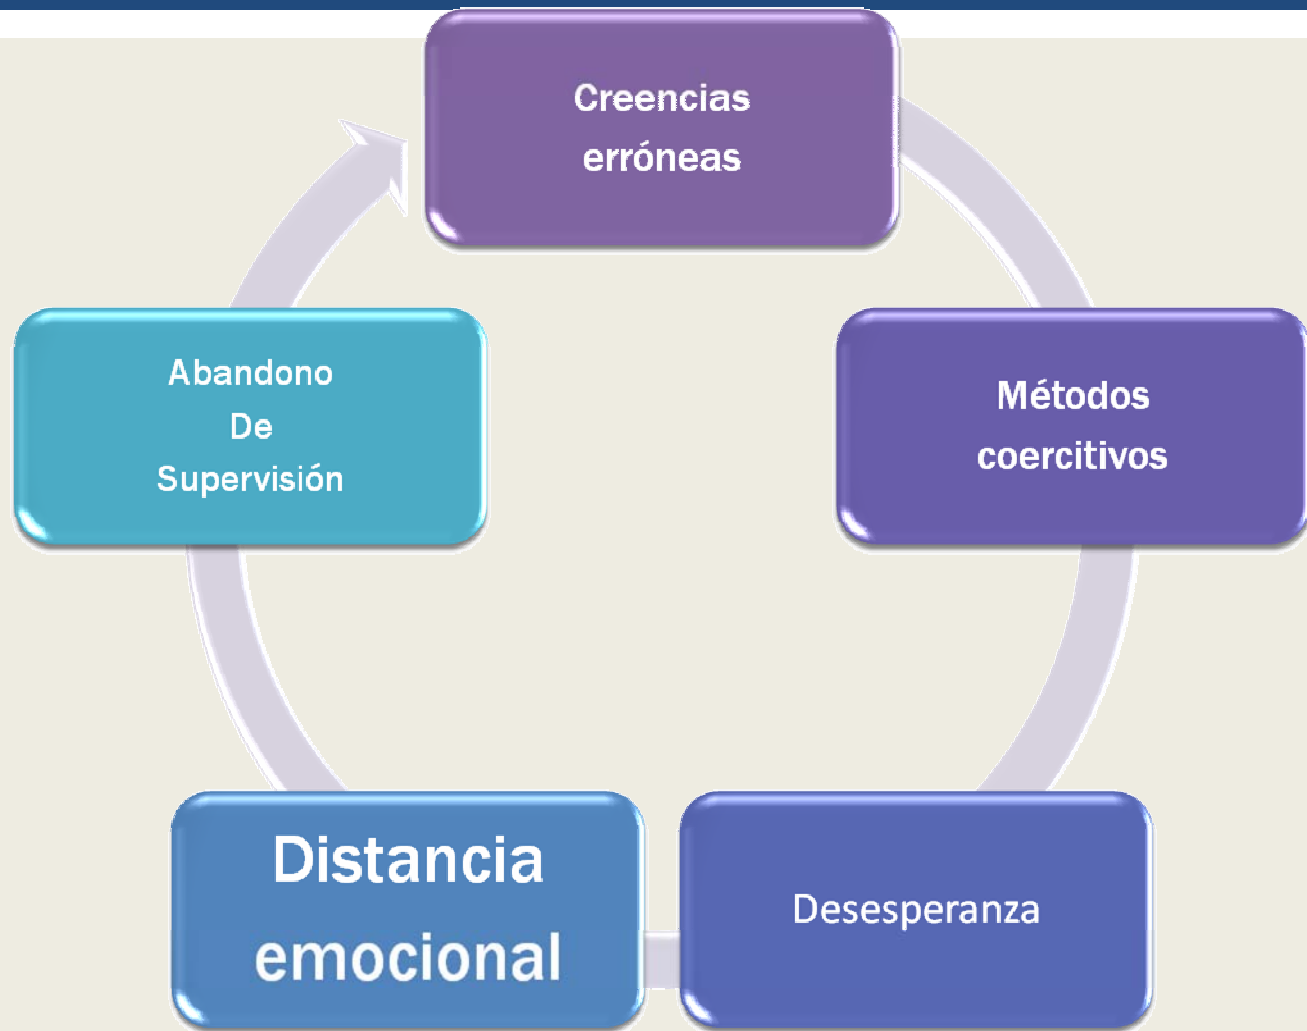 Creencias
erróneas
Métodos
coercitivos
Desesperanza
Distancia
emocional
Abandono
De
Supervisión